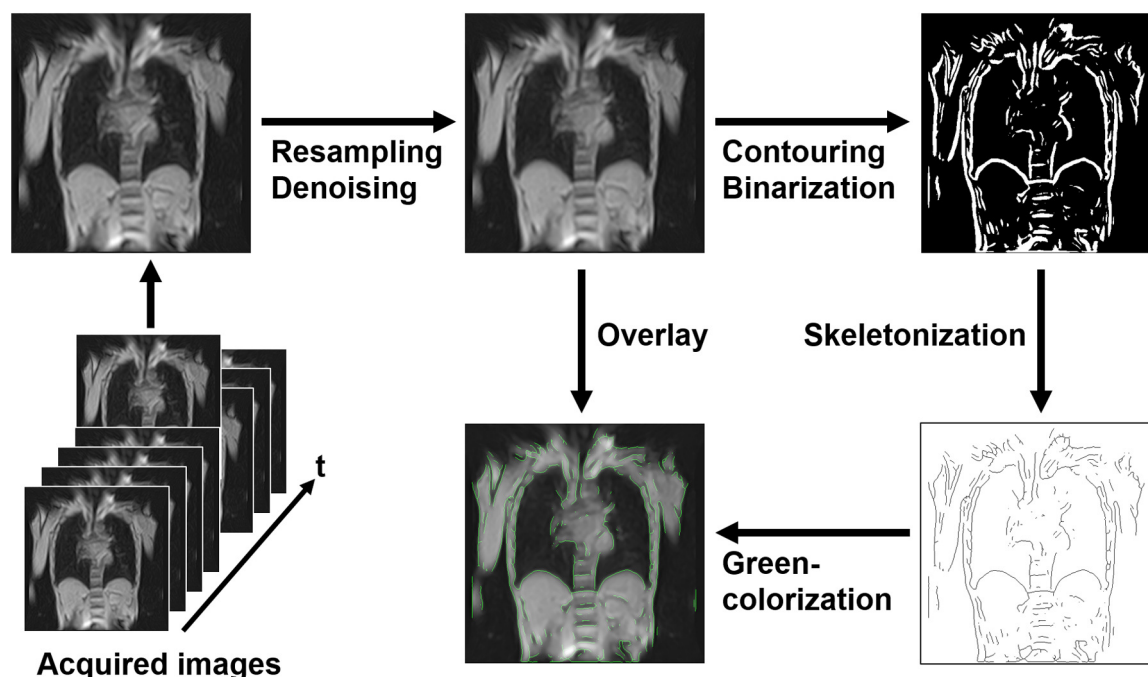 Resampling
Denoising
Contouring
Binarization
Overlay
Skeletonization
t
Green-
colorization
Acquired images